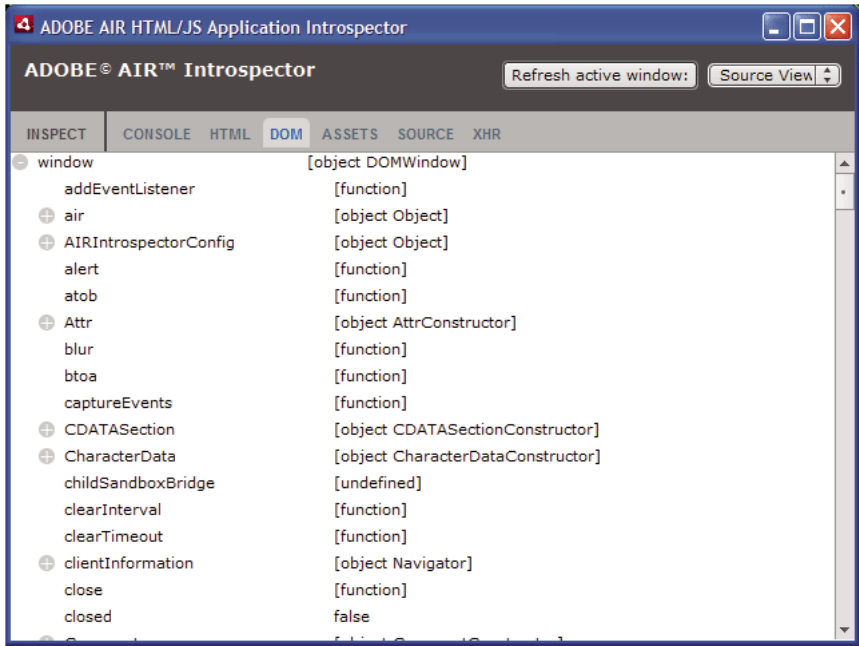 ADOBE AIR HTML/JS Application Introspector
ADOBE© AIR™ Introspector
Refresh active window: Source View
INSPECT CONSOLE HTML DOM ASSETS SOURCE XHR
window [object DOMWindow]
addEventListener [function]
air [object Object]
AIRIntrospectorConfig [object Object]
alert [function]
atob [function]
Attr [object AttrConstructor]
blur [function]
btoa [function]
captureEvents [function]
CDATASection [object CDATASectionConstructor]
CharacterData [object CharacterDataConstructor]
childSandboxBridge [undefined]
clearInterval [function]
clearTimeout [function]
clientInformation [object Navigator]
close [function]
closed false